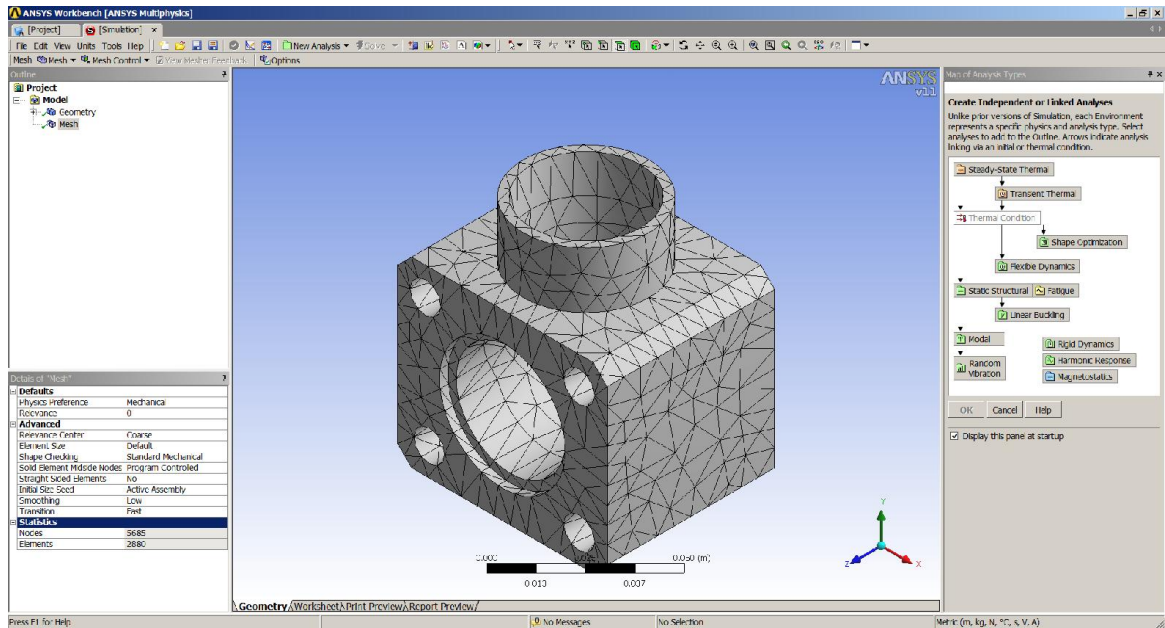 ANSYS Workbench [ANSYS Multiphysics]
[Project] [Simulation] ×
File Edit View Units Tools Help New Analysis Solve
Mesh Mesh Mesh Control View Mesher Feedback Options
Outline
Project
Model
Geometry
Mesh
Details of "Mesh"
Defaults
Physics Preference Mechanical
Relevance 0
Advanced
Relevance Center Coarse
Element Size Default
Shape Checking Standard Mechanical
Solid Element Midside Nodes Program Controlled
Straight Sided Elements No
Initial Size Seed Active Assembly
Smoothing Low
Transition Fast
Statistics
Nodes 5685
Elements 2880
ANSYS
v11
0.000 0.050 (m)
0.013
Y
Z
X
Geometry Worksheet Print Preview Report Preview
Map of Analysis Types
Create Independent or Linked Analyses
Unlike prior versions of Simulation, each Environment
represents a specific physics and analysis type. Select
analyses to add to the Outline. Arrows indicate analysis
linking via an initial or thermal condition.
Steady-State Thermal
Transient Thermal
Thermal Condition
Shape Optimization
Flexible Dynamics
Static Structural Fatigue
Linear Buckling
Modal Rigid Dynamics
Random
Vibration
Harmonic Response
Magnetostatics
OK Cancel Help
Display this panel at startup
Press F1 for Help No Messages No Selection Metric (m, kg, N, °C, s, V, A)